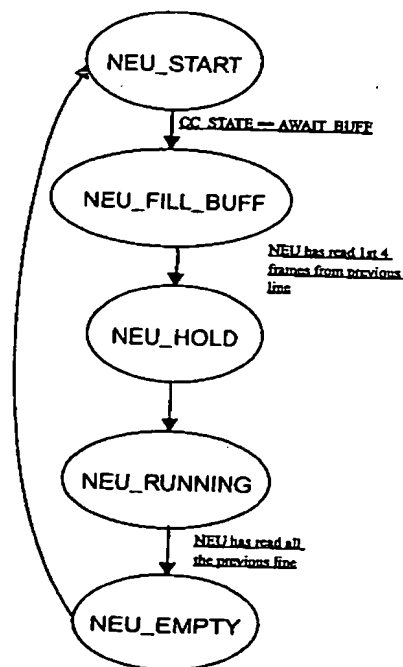 NEU_START
CC_STATE == AWAIT_BUFF
NEU_FILL_BUFF
NEU has read 1st 4
frames from previous
line
NEU_HOLD
NEU_RUNNING
NEU has read all
the previous line
NEU_EMPTY